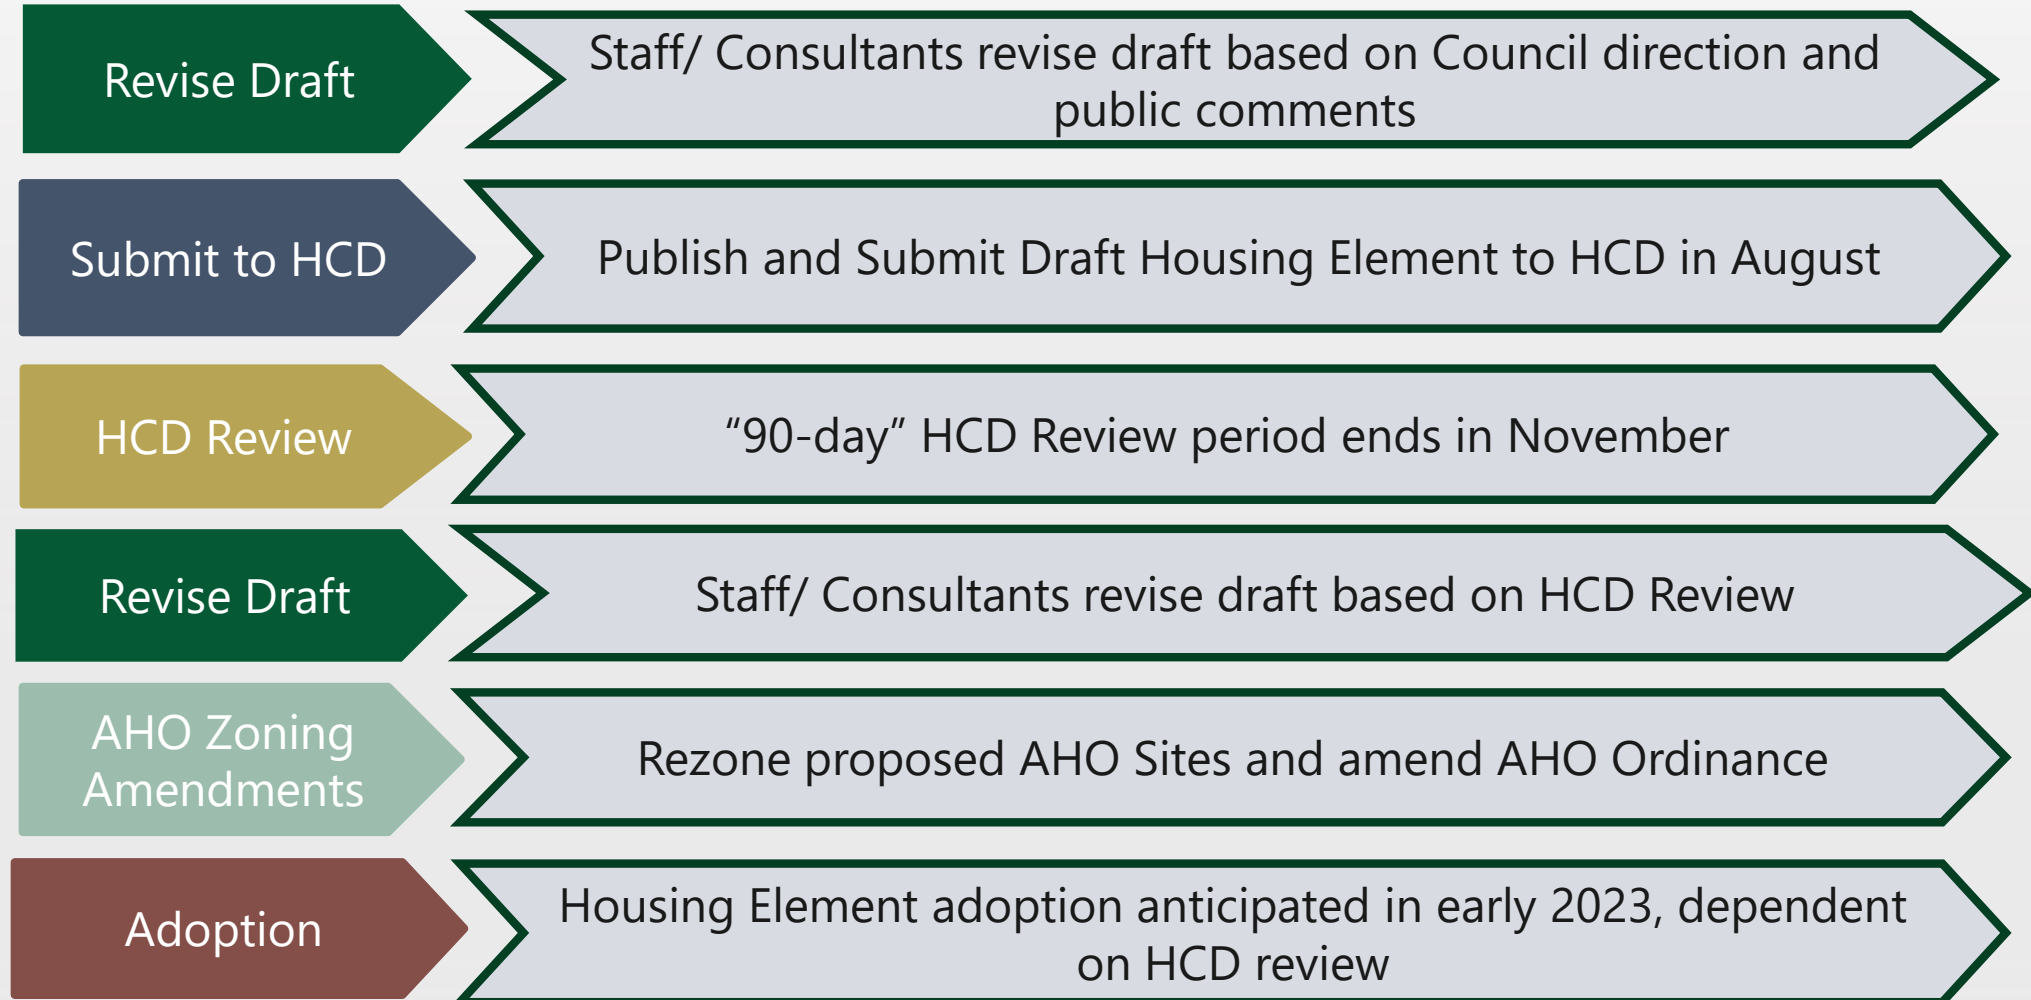 Revise Draft
Staff/ Consultants revise draft based on Council direction and
public comments
Submit to HCD
Publish and Submit Draft Housing Element to HCD in August
HCD Review
“90-day” HCD Review period ends in November
Revise Draft
Staff/ Consultants revise draft based on HCD Review
AHO Zoning
Amendments
Rezone proposed AHO Sites and amend AHO Ordinance
Adoption
Housing Element adoption anticipated in early 2023, dependent
on HCD review